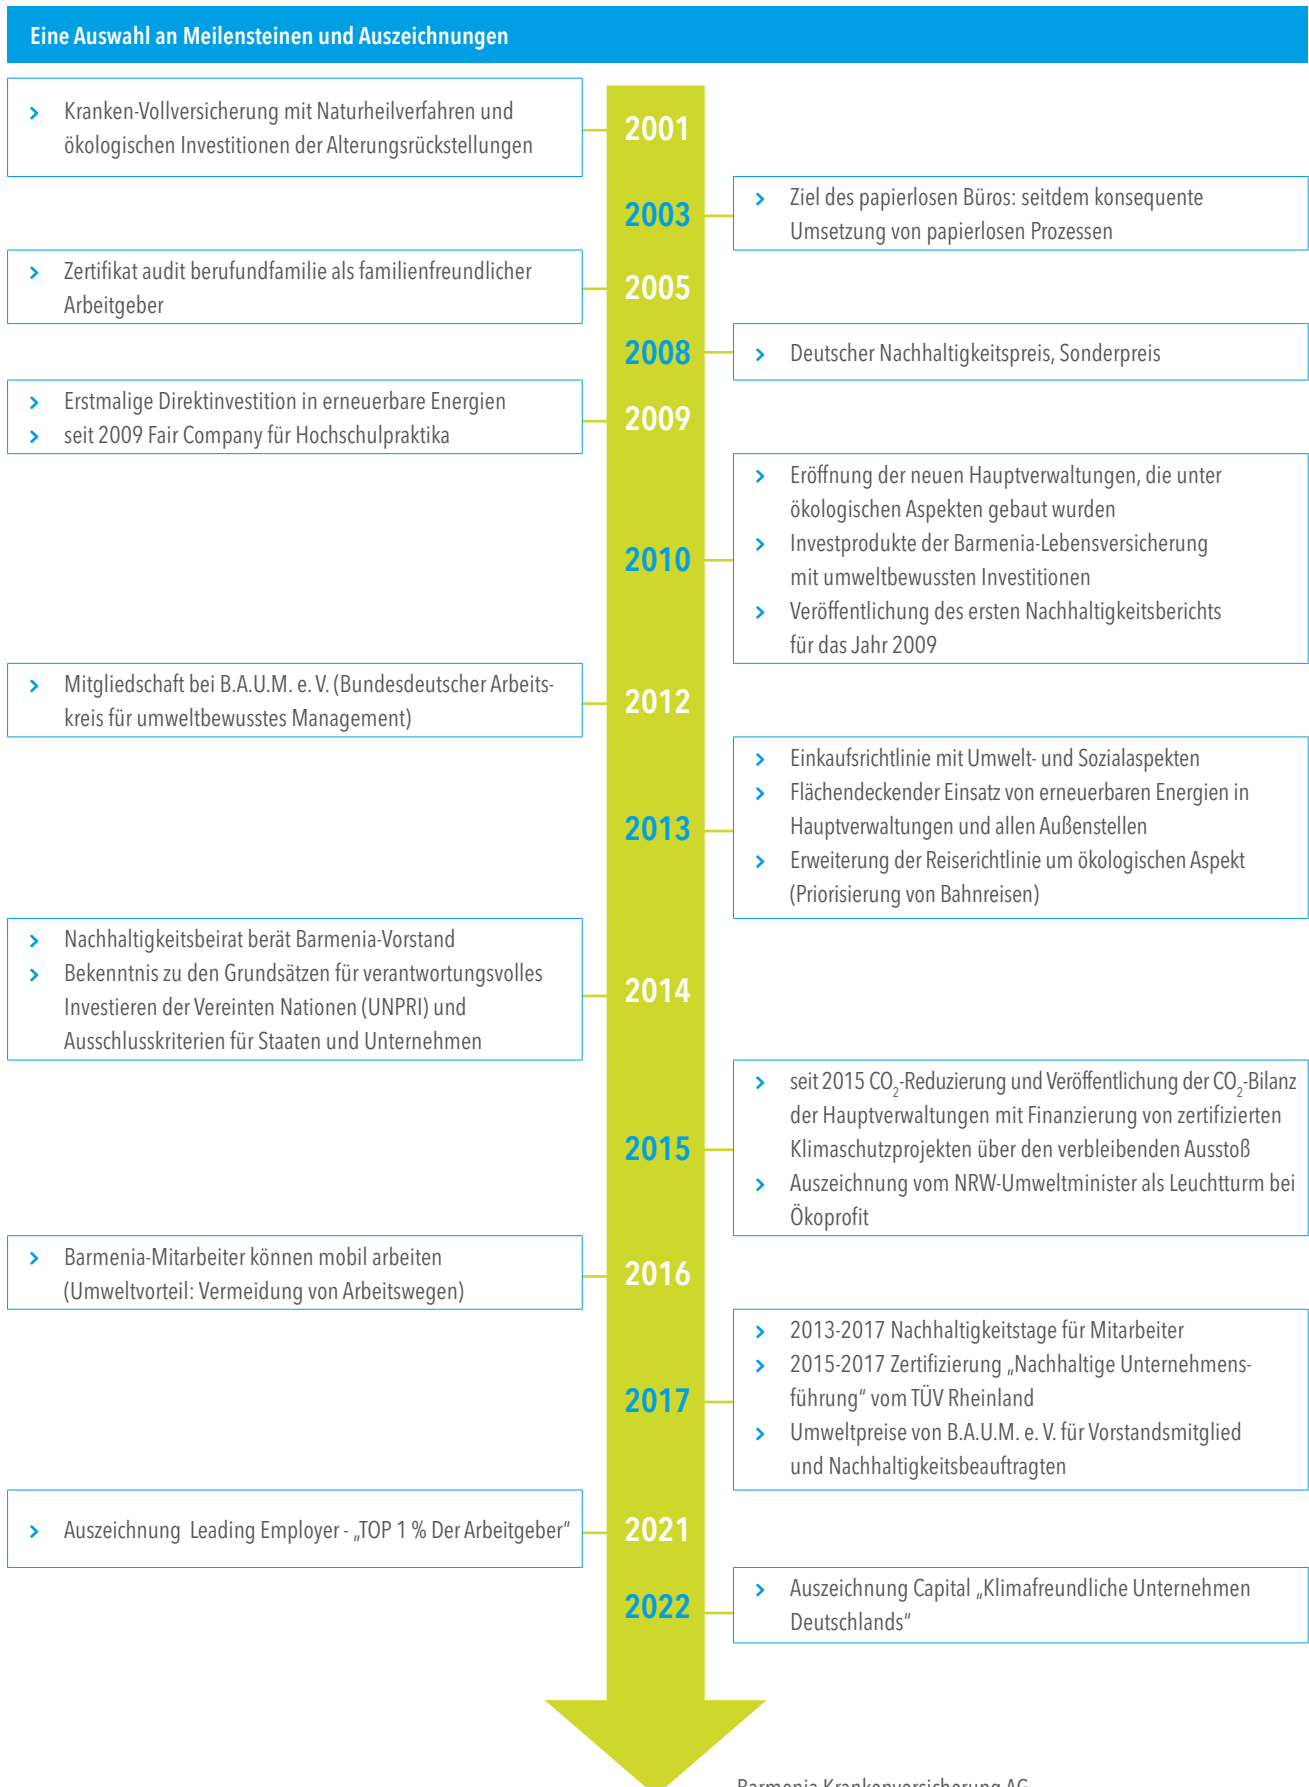 Eine Auswahl an Meilensteinen und Auszeichnungen
Kranken-Vollversicherung mit Naturheilverfahren und
ökologischen Investitionen der Alterungsrückstellungen
2001
2003
Ziel des papierlosen Büros: seitdem konsequente
Umsetzung von papierlosen Prozessen
Zertifikat audit berufundfamilie als familienfreundlicher
Arbeitgeber
2005
2008
Deutscher Nachhaltigkeitspreis, Sonderpreis
Erstmalige Direktinvestition in erneuerbare Energien
seit 2009 Fair Company für Hochschulpraktika
2009
2010
Eröffnung der neuen Hauptverwaltungen, die unter
ökologischen Aspekten gebaut wurden
Investprodukte der Barmenia-Lebensversicherung
mit umweltbewussten Investitionen
Veröffentlichung des ersten Nachhaltigkeitsberichts
für das Jahr 2009
Mitgliedschaft bei B.A.U.M. e. V. (Bundesdeutscher Arbeits-
kreis für umweltbewusstes Management)
2012
2013
Einkaufsrichtlinie mit Umwelt- und Sozialaspekten
Flächendeckender Einsatz von erneuerbaren Energien in
Hauptverwaltungen und allen Außenstellen
Erweiterung der Reiserichtlinie um ökologischen Aspekt
(Priorisierung von Bahnreisen)
Nachhaltigkeitsbeirat berät Barmenia-Vorstand
Bekenntnis zu den Grundsätzen für verantwortungsvolles
Investieren der Vereinten Nationen (UNPRI) und
Ausschlusskriterien für Staaten und Unternehmen
2014
2015
seit 2015 CO₂-Reduzierung und Veröffentlichung der CO₂-Bilanz
der Hauptverwaltungen mit Finanzierung von zertifizierten
Klimaschutzprojekten über den verbleibenden Ausstoß
Auszeichnung vom NRW-Umweltminister als Leuchtturm bei
Ökoprofit
Barmenia-Mitarbeiter können mobil arbeiten
(Umweltvorteil: Vermeidung von Arbeitswegen)
2016
2017
2013-2017 Nachhaltigkeitstage für Mitarbeiter
2015-2017 Zertifizierung „Nachhaltige Unternehmens-
führung“ vom TÜV Rheinland
Umweltpreise von B.A.U.M. e. V. für Vorstandsmitglied
und Nachhaltigkeitsbeauftragten
Auszeichnung Leading Employer - „TOP 1 % Der Arbeitgeber“
2021
2022
Auszeichnung Capital „Klimafreundliche Unternehmen
Deutschlands“
Barmenia Krankenversicherung AG